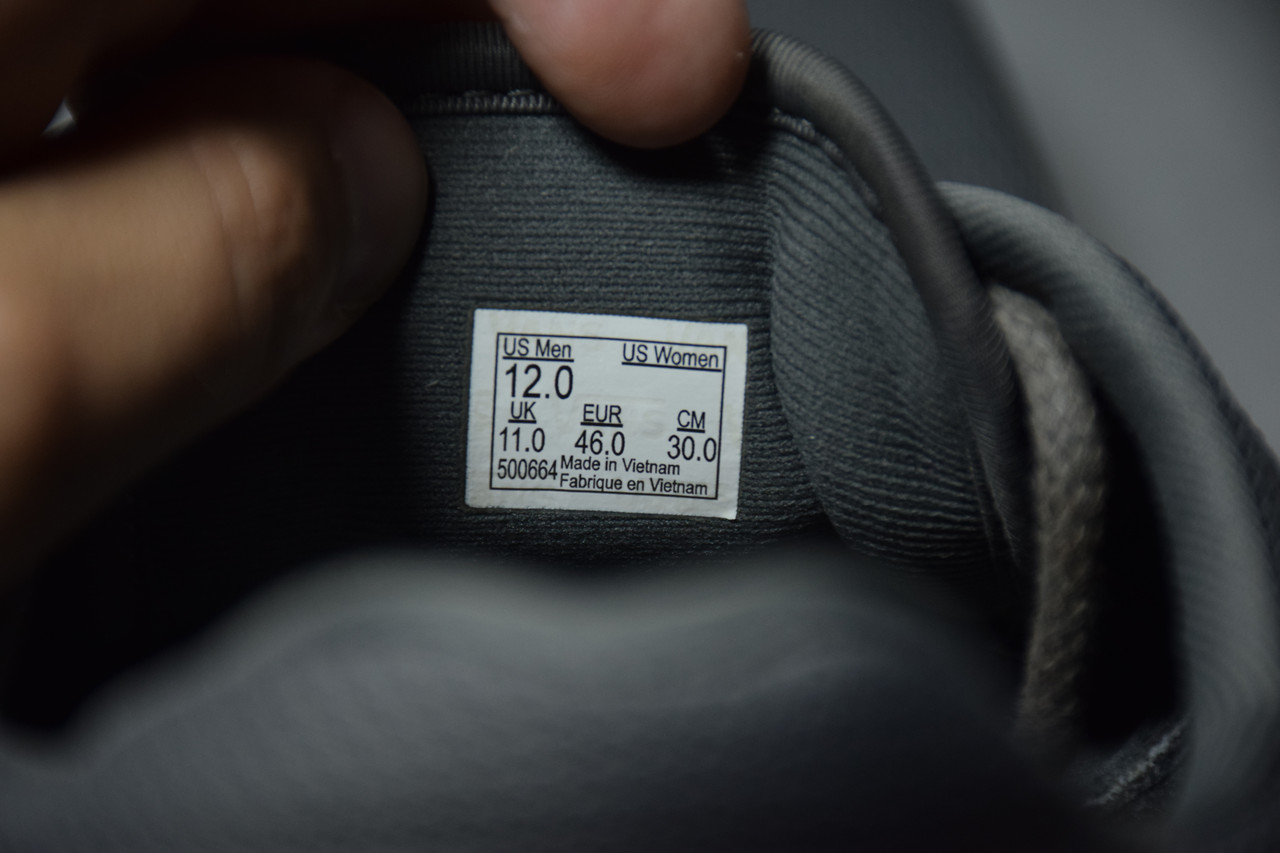 US Men US Women
12.0
UK EUR CM
11.0 46.0 30.0
500664 Made in Vietnam
Fabrique en Vietnam